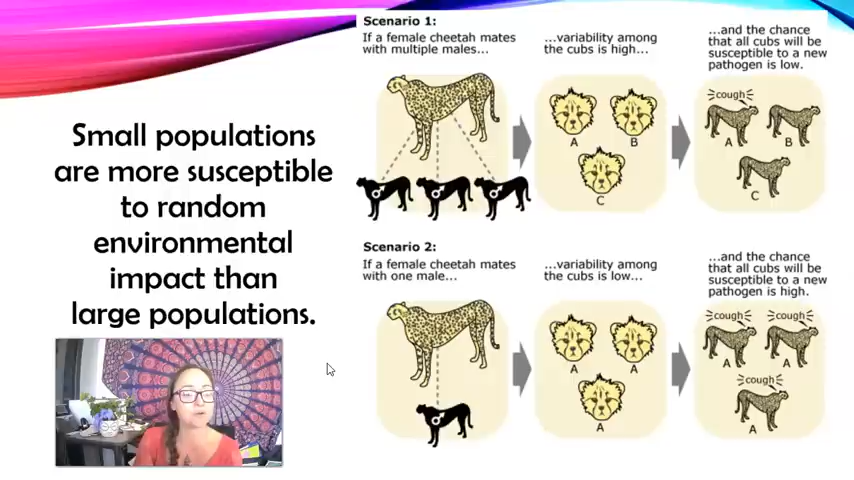 Small populations
are more susceptible
to random
environmental
impact than
large populations.
Scenario 1:
If a female cheetah mates
with multiple males...
...variability among
the cubs is high...
...and the chance
that all cubs will be
susceptible to a new
pathogen is low.
A
B
C
cough
A
B
C
Scenario 2:
If a female cheetah mates
with one male...
...variability among
the cubs is low...
...and the chance
that all cubs will be
susceptible to a new
pathogen is high.
A
A
A
cough
cough
A
A
cough
A